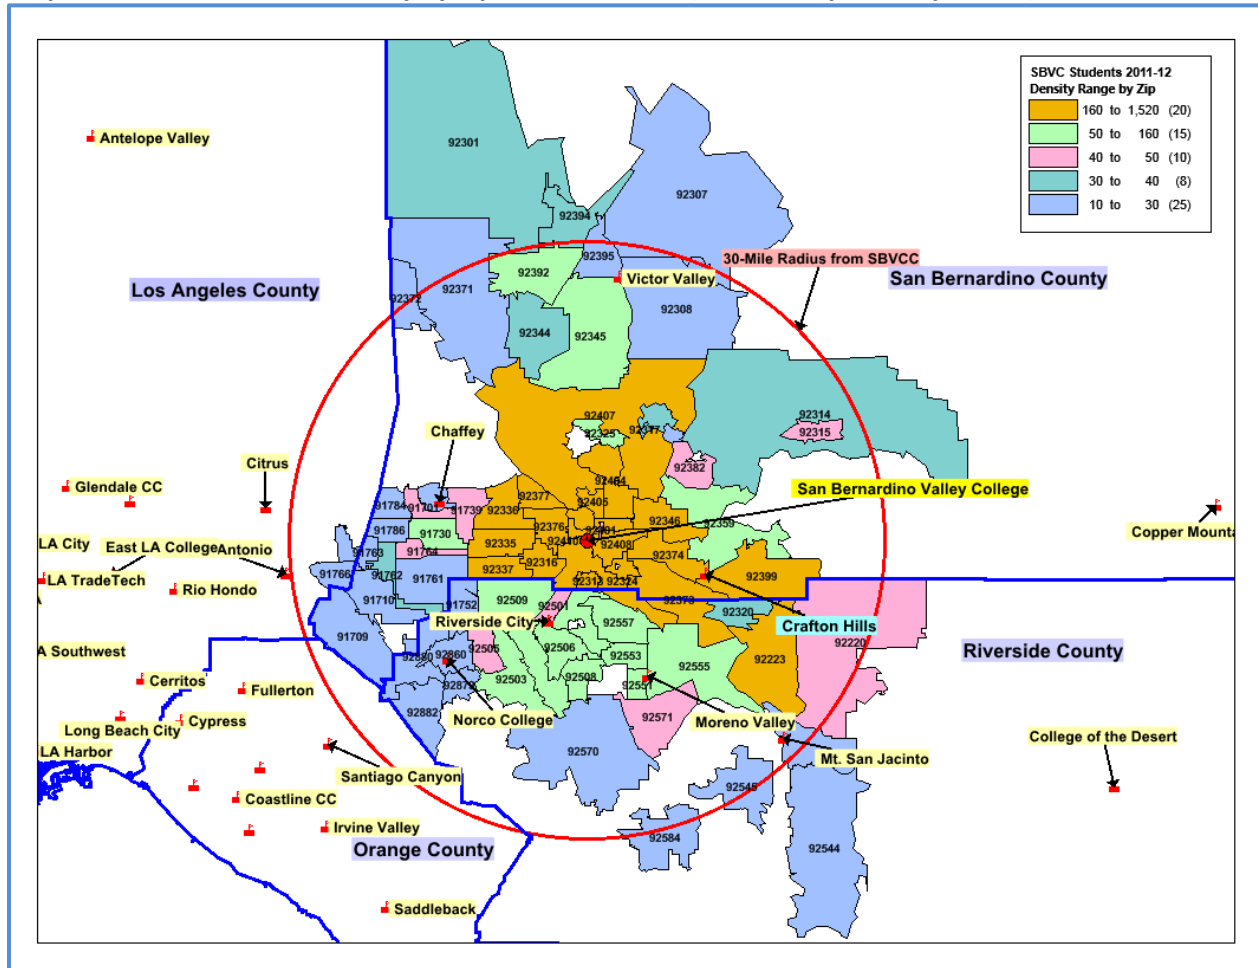 SBVC Students 2011-12
Density Range by Zip
160 to 1,520 (20)
50 to 160 (15)
40 to 50 (10)
30 to 40 (8)
10 to 30 (25)
Antelope Valley
92301
92307
92394
92395
92392
30-Mile Radius from SBVCC
San Bernardino County
Los Angeles County
92371
92372
Victor Valley
92308
92344
92345
92407
92314
92325
92317
92315
Chaffey
92382
Citrus
Glendale CC
San Bernardino Valley College
92377
92405
91784
91701
91739
92336
92376
92346
92359
Copper Mounta
91786
91730
LA City
East LA College
Antonio
92335
92408
91763
91764
92374
91766
91762
91761
92337
92316
92399
LA TradeTech
Rio Hondo
92313
92324
92373
91710
91752
92509
92501
92320
Riverside City
92557
Crafton Hills
91709
92220
A Southwest
92880
92860
92505
92506
92553
92555
92223
Riverside County
Cerritos
Fullerton
92503
92508
92551
92879
92882
Norco College
92571
Moreno Valley
Cypress
Long Beach City
92570
Mt. San Jacinto
College of the Desert
LA Harbor
Santiago Canyon
92545
Coastline CC
Irvine Valley
92584
Orange County
92544
Saddleback